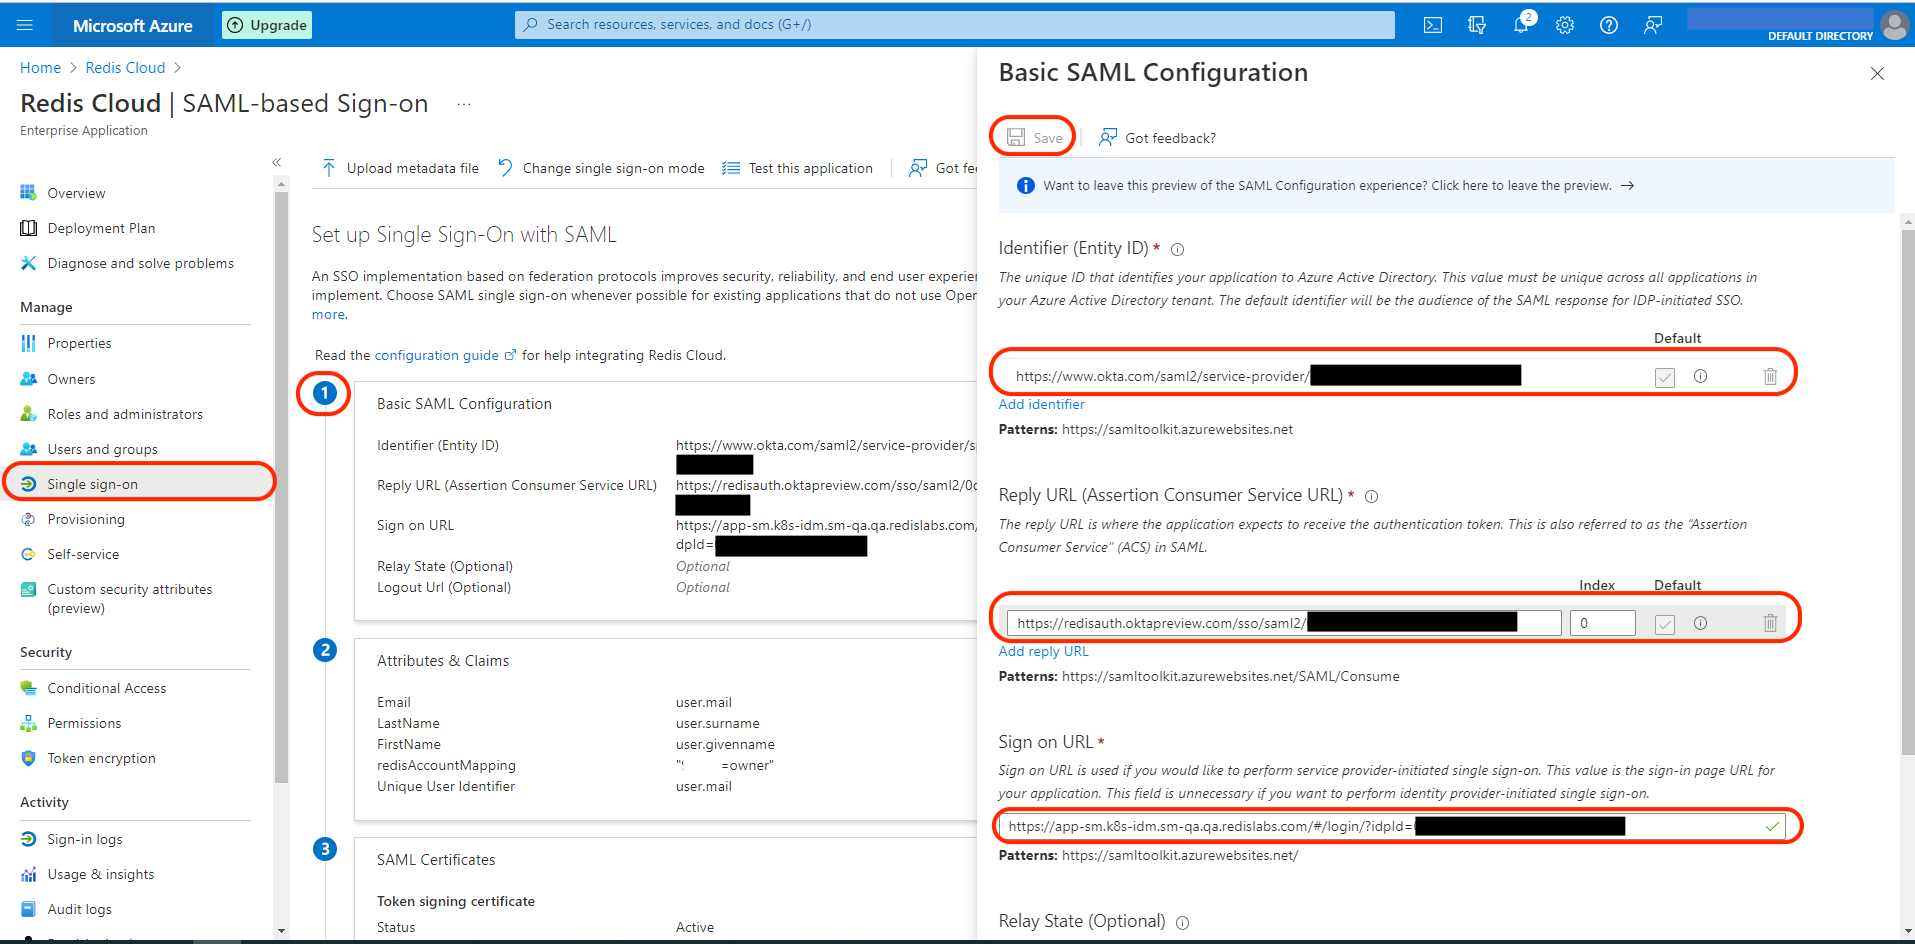 Microsoft Azure
Upgrade
Search resources, services, and docs (G+/)
2
DEFAULT DIRECTORY
Home > Redis Cloud >
Redis Cloud | SAML-based Sign-on ...
Enterprise Application
«
Overview
Deployment Plan
Diagnose and solve problems
Manage
Properties
Owners
Roles and administrators
Users and groups
Single sign-on
Provisioning
Self-service
Custom security attributes
(preview)
Security
Conditional Access
Permissions
Token encryption
Activity
Sign-in logs
Usage & insights
Audit logs
Upload metadata file
Change single sign-on mode
Test this application
Got fe
Set up Single Sign-On with SAML
An SSO implementation based on federation protocols improves security, reliability, and end user experien
implement. Choose SAML single sign-on whenever possible for existing applications that do not use Open
more.
Read the configuration guide for help integrating Redis Cloud.
1
Basic SAML Configuration
Identifier (Entity ID) https://www.okta.com/saml2/service-provider/s
Reply URL (Assertion Consumer Service URL) https://redisauth.oktapreview.com/sso/saml2/0
Sign on URL https://app-sm.k8s-idm.sm-qa.qa.redislabs.com/
dpId=
Relay State (Optional) Optional
Logout Url (Optional) Optional
2
Attributes & Claims
Email user.mail
LastName user.surname
FirstName user.givenname
redisAccountMapping =owner"
Unique User Identifier user.mail
3
SAML Certificates
Token signing certificate
Status Active
Basic SAML Configuration
Save
Got feedback?
Want to leave this preview of the SAML Configuration experience? Click here to leave the preview. →
Identifier (Entity ID) *
The unique ID that identifies your application to Azure Active Directory. This value must be unique across all applications in
your Azure Active Directory tenant. The default identifier will be the audience of the SAML response for IDP-initiated SSO.
Default
https://www.okta.com/saml2/service-provider/
Add identifier
Patterns: https://samltoolkit.azurewebsites.net
Reply URL (Assertion Consumer Service URL) *
The reply URL is where the application expects to receive the authentication token. This is also referred to as the “Assertion
Consumer Service” (ACS) in SAML.
Index Default
https://redisauth.oktapreview.com/sso/saml2/ 0
Add reply URL
Patterns: https://samltoolkit.azurewebsites.net/SAML/Consume
Sign on URL *
Sign on URL is used if you would like to perform service provider-initiated single sign-on. This value is the sign-in page URL for
your application. This field is unnecessary if you want to perform identity provider-initiated single sign-on.
https://app-sm.k8s-idm.sm-qa.qa.redislabs.com/#/login/?idpId=
Patterns: https://samltoolkit.azurewebsites.net/
Relay State (Optional)